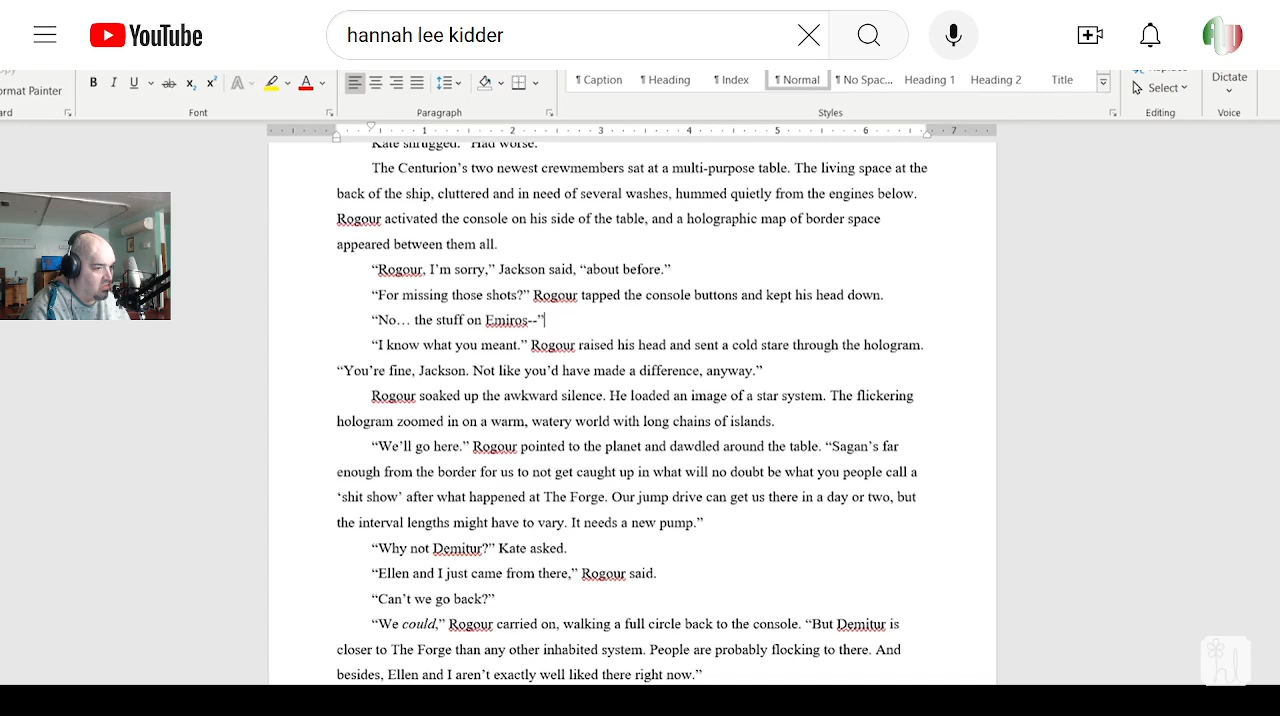 YouTube
hannah lee kidder
ormat Painter
B I U ab x₂ x² A A
¶ Caption ¶ Heading ¶ Index ¶ Normal ¶ No Spac... Heading 1 Heading 2 Title
Select
Dictate
ard Font Paragraph Styles Editing Voice
1 2 3 4 5 6 7
Kate shrugged. “Had worse.
The Centurion’s two newest crewmembers sat at a multi-purpose table. The living space at the
back of the ship, cluttered and in need of several washes, hummed quietly from the engines below.
Rogour activated the console on his side of the table, and a holographic map of border space
appeared between them all.
“Rogour, I’m sorry,” Jackson said, “about before.”
“For missing those shots?” Rogour tapped the console buttons and kept his head down.
“No… the stuff on Emiros--”
“I know what you meant.” Rogour raised his head and sent a cold stare through the hologram.
“You’re fine, Jackson. Not like you’d have made a difference, anyway.”
Rogour soaked up the awkward silence. He loaded an image of a star system. The flickering
hologram zoomed in on a warm, watery world with long chains of islands.
“We’ll go here.” Rogour pointed to the planet and dawdled around the table. “Sagan’s far
enough from the border for us to not get caught up in what will no doubt be what you people call a
‘shit show’ after what happened at The Forge. Our jump drive can get us there in a day or two, but
the interval lengths might have to vary. It needs a new pump.”
“Why not Demitur?” Kate asked.
“Ellen and I just came from there,” Rogour said.
“Can’t we go back?”
“We could,” Rogour carried on, walking a full circle back to the console. “But Demitur is
closer to The Forge than any other inhabited system. People are probably flocking to there. And
besides, Ellen and I aren’t exactly well liked there right now.”
hl